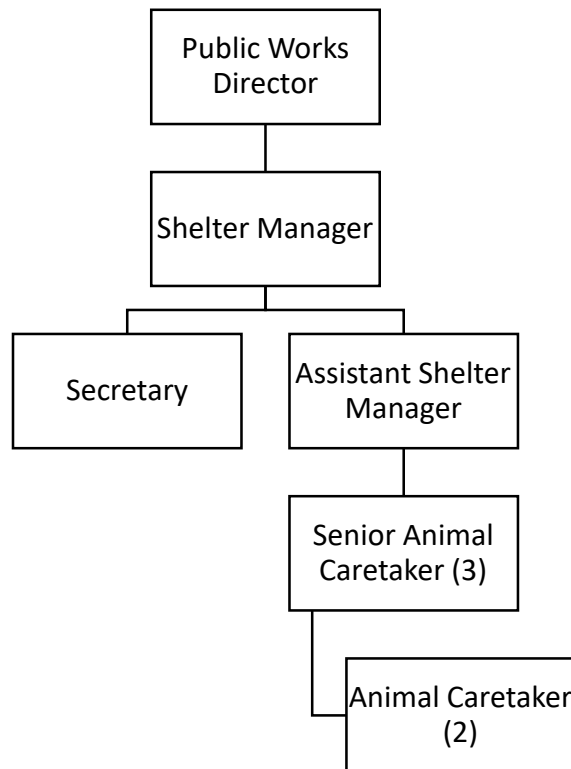 Public Works
Director
Shelter Manager
Secretary
Assistant Shelter
Manager
Senior Animal
Caretaker (3)
Animal Caretaker
(2)